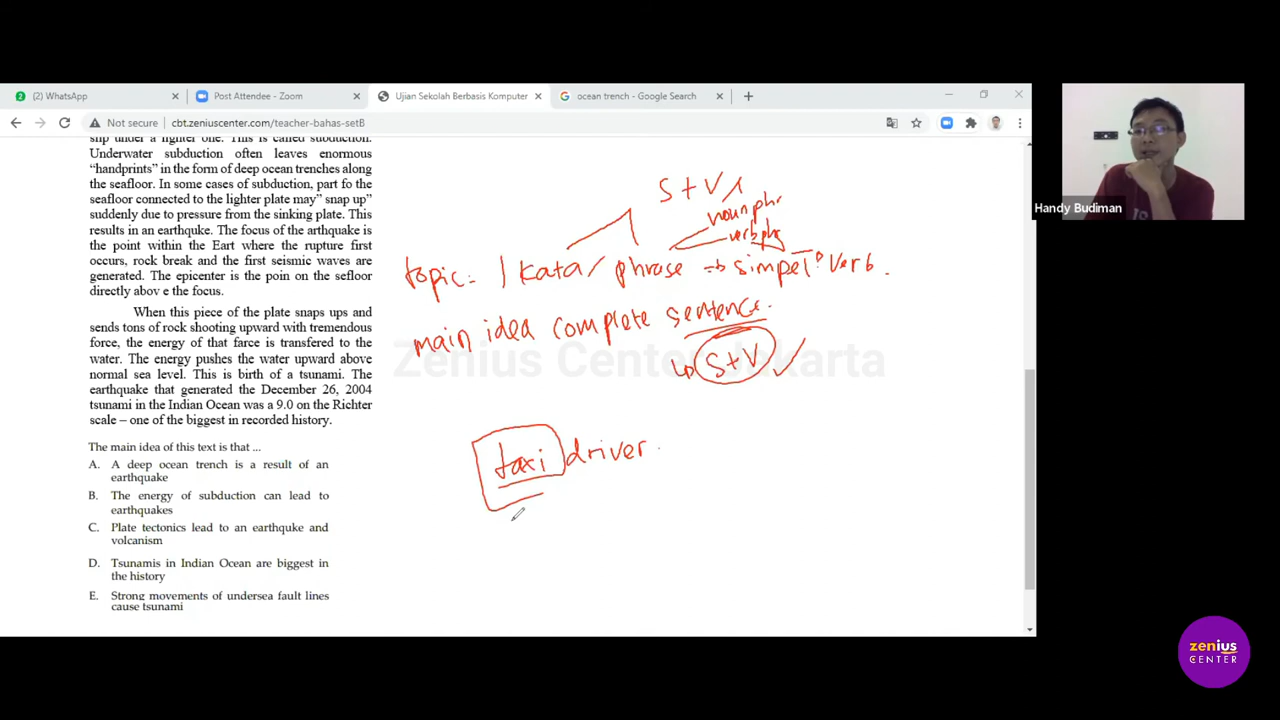 (2) WhatsApp
Post Attendee - Zoom
Ujian Sekolah Berbasis Komputer
ocean trench - Google Search
Not secure
cbt.zeniuscenter.com/teacher-bahas-setB
slip under a lighter one. This is called subduction.
Underwater subduction often leaves enormous
“handprints” in the form of deep ocean trenches along
the seafloor. In some cases of subduction, part fo the
seafloor connected to the lighter plate may” snap up”
suddenly due to pressure from the sinking plate. This
results in an earthquke. The focus of the arthquake is
the point within the Eart where the rupture first
occurs, rock break and the first seismic waves are
generated. The epicenter is the poin on the sefloor
directly abov e the focus.
When this piece of the plate snaps ups and
sends tons of rock shooting upward with tremendous
force, the energy of that farce is transfered to the
water. The energy pushes the water upward above
normal sea level. This is birth of a tsunami. The
earthquake that generated the December 26, 2004
tsunami in the Indian Ocean was a 9.0 on the Richter
scale – one of the biggest in recorded history.
The main idea of this text is that ...
A. A deep ocean trench is a result of an
earthquake
B. The energy of subduction can lead to
earthquakes
C. Plate tectonics lead to an earthquke and
volcanism
D. Tsunamis in Indian Ocean are biggest in
the history
E. Strong movements of undersea fault lines
cause tsunami
S + V
noun phr
verb phr
topic: 1 kata / phrase verb.
main idea complete sentence.
S + V
Zenius Center Jakarta
taxi driver
Handy Budiman
zenius
CENTER